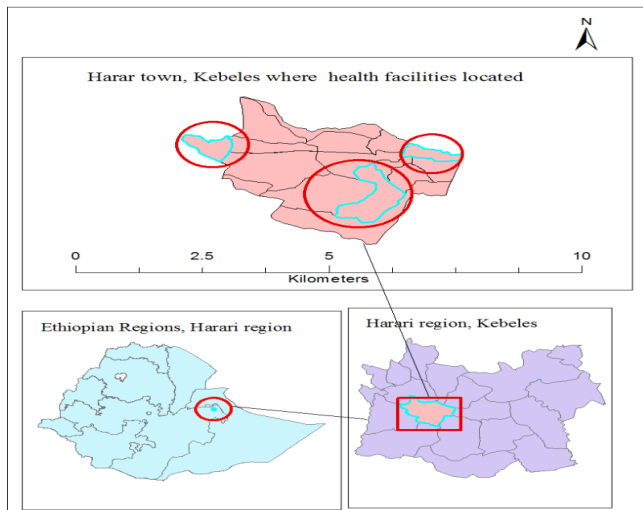 N
Harar town, Kebeles where health facilities located
0 2.5 5 10
Kilometers
Ethiopian Regions, Harari region
Harari region, Kebeles